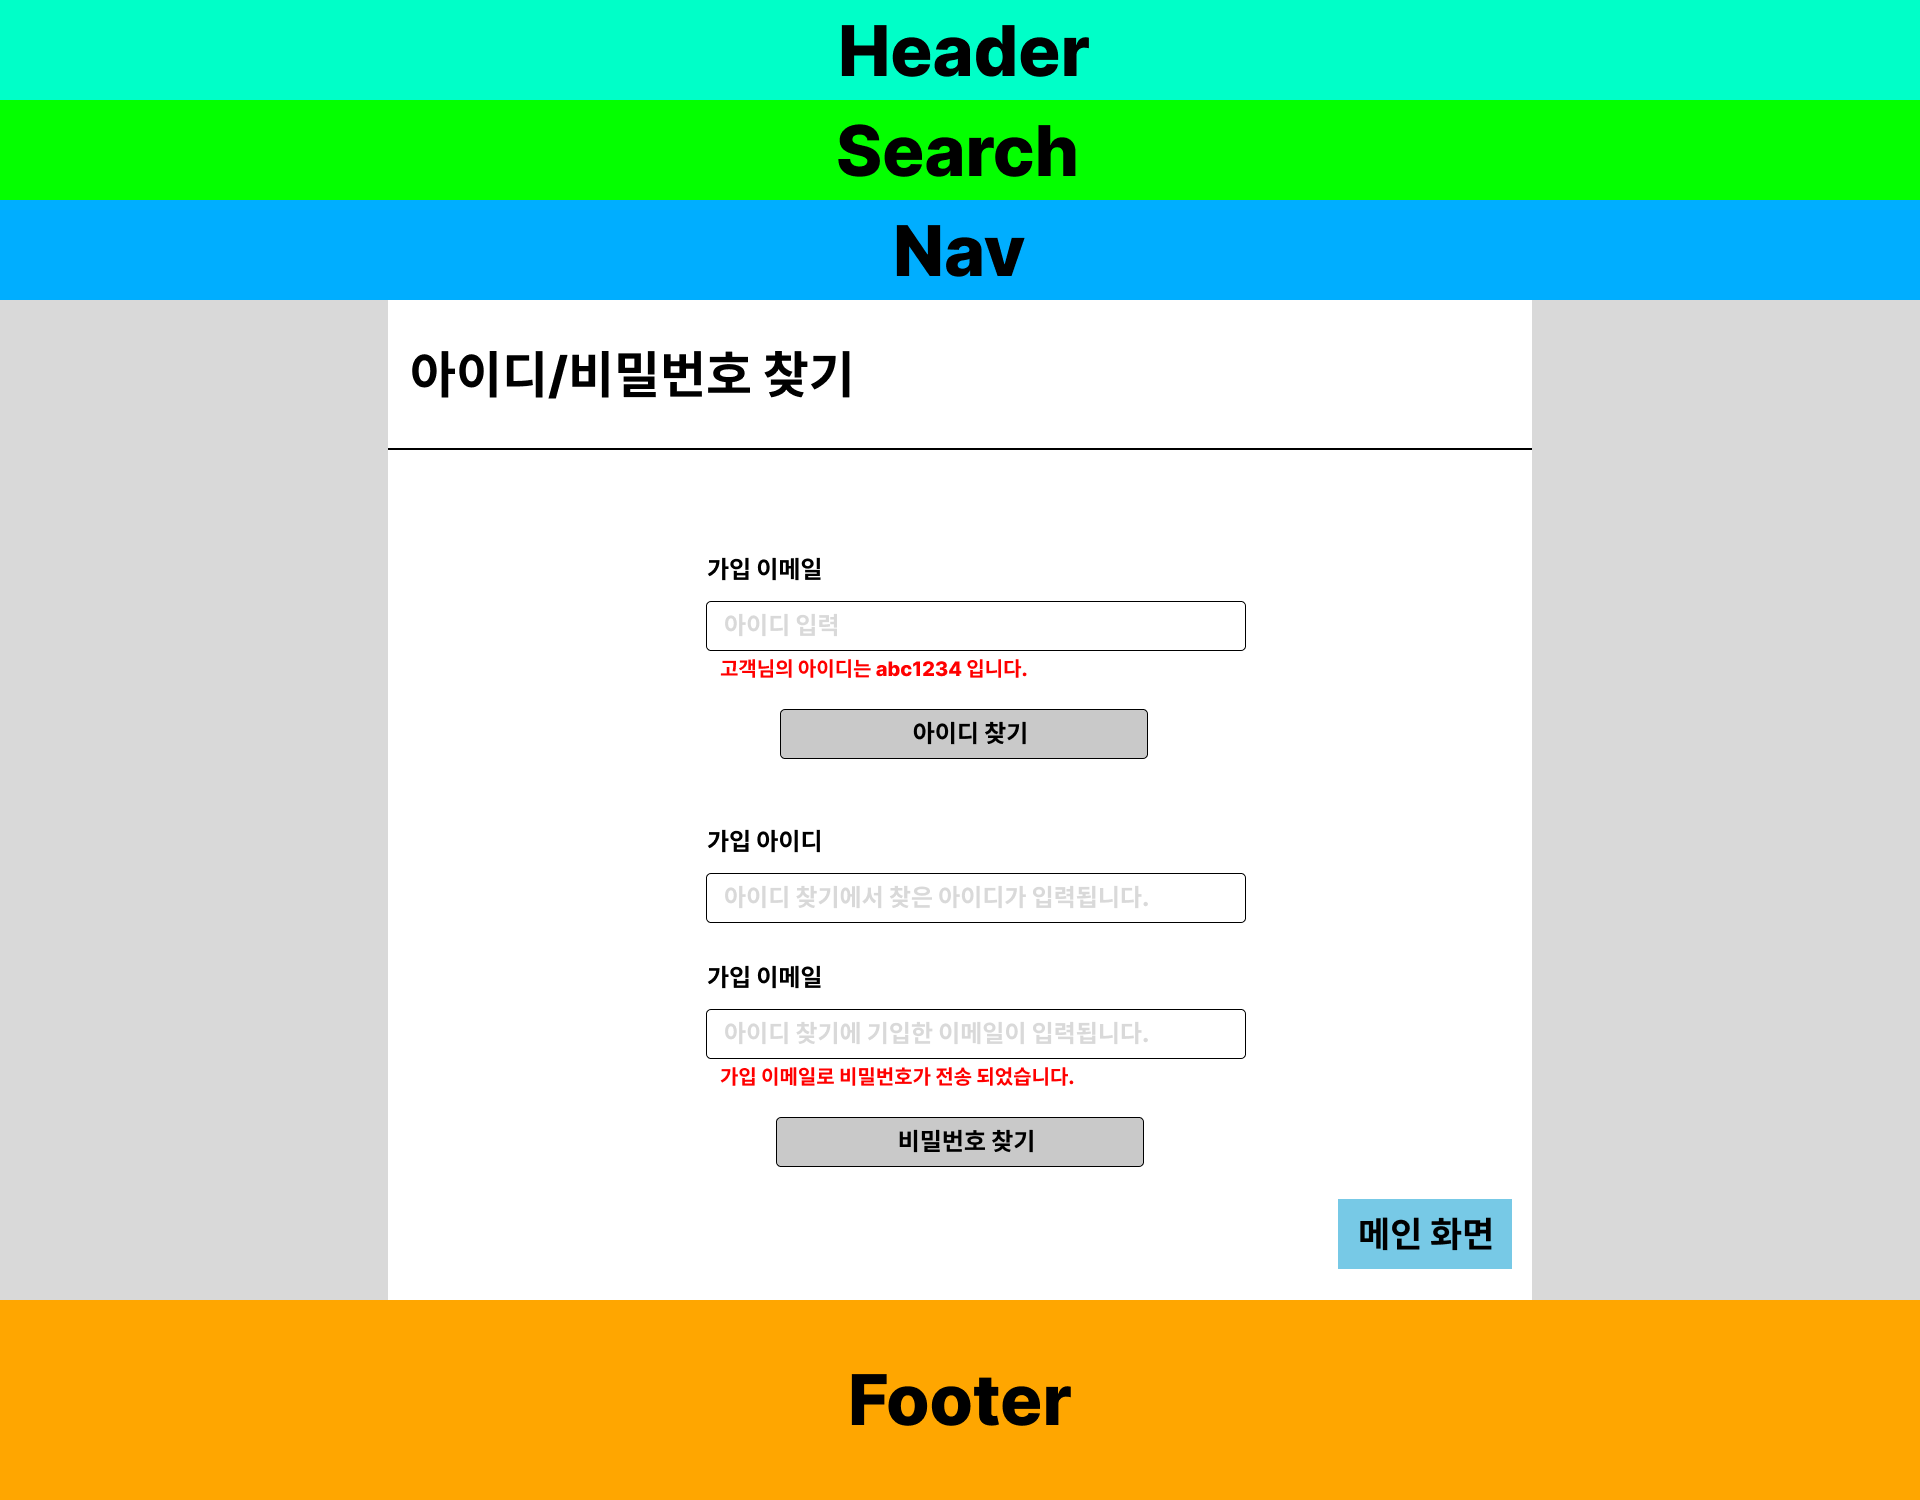 Header
Search
Nav
아이디/비밀번호 찾기
가입 이메일
아이디 입력
고객님의 아이디는 abc1234 입니다.
아이디 찾기
가입 아이디
아이디 찾기에서 찾은 아이디가 입력됩니다.
가입 이메일
아이디 찾기에 기입한 이메일이 입력됩니다.
가입 이메일로 비밀번호가 전송 되었습니다.
비밀번호 찾기
메인 화면
Footer